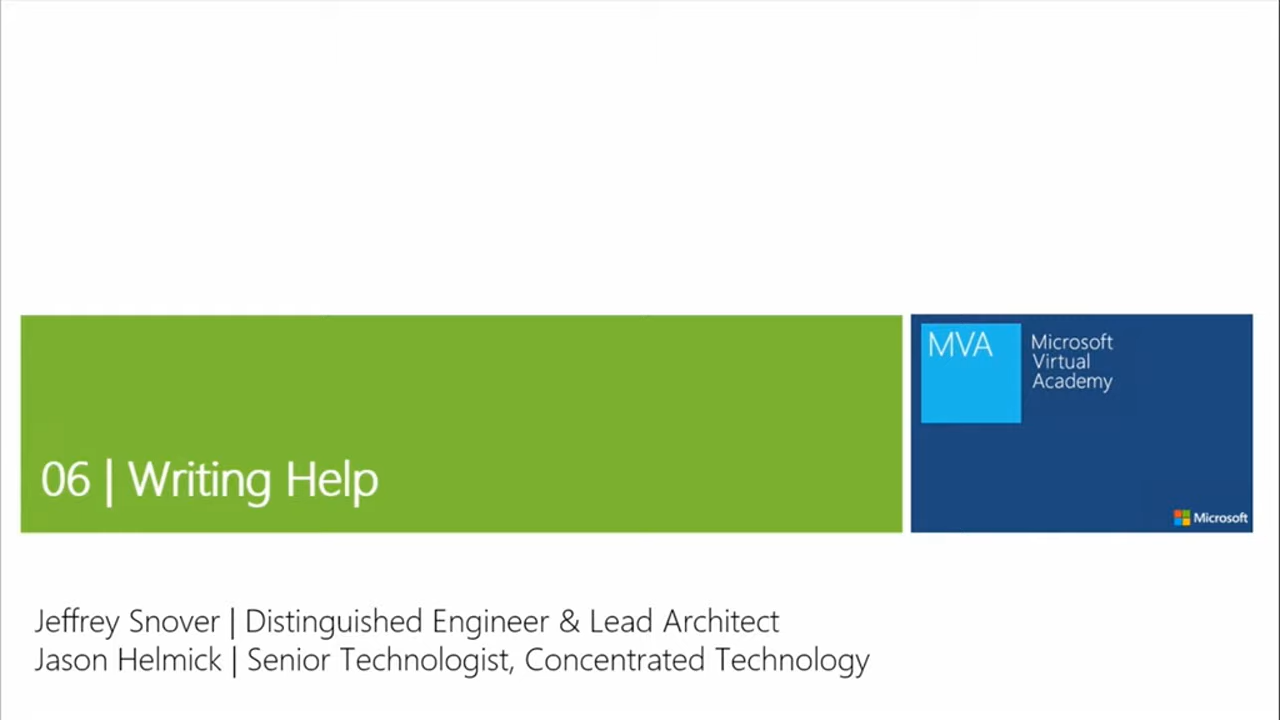 06 | Writing Help
MVA
Microsoft
Virtual
Academy
Microsoft
Jeffrey Snover | Distinguished Engineer & Lead Architect
Jason Helmick | Senior Technologist, Concentrated Technology